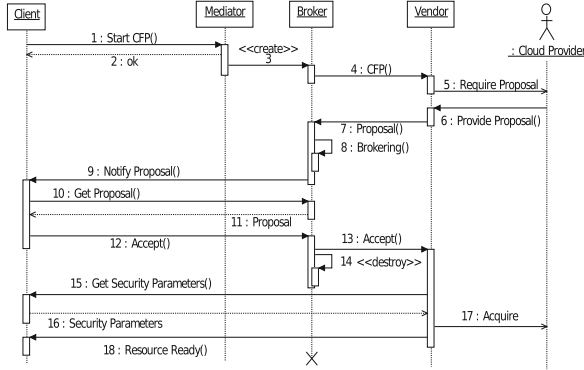 Client
Mediator
Broker
Vendor
: Cloud Provider
1 : Start CFP()
2 : ok
<<create>>
3
4 : CFP()
5 : Require Proposal
6 : Provide Proposal()
7 : Proposal()
8 : Brokering()
9 : Notify Proposal()
10 : Get Proposal()
11 : Proposal
12 : Accept()
13 : Accept()
14 <<destroy>>
15 : Get Security Parameters()
16 : Security Parameters
17 : Acquire
18 : Resource Ready()